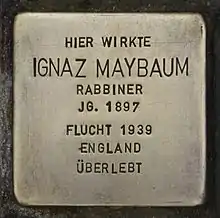 HIER WIRKTE
IGNAZ MAYBAUM
RABBINER
JG. 1897
FLUCHT 1939
ENGLAND
ÜBERLEBT